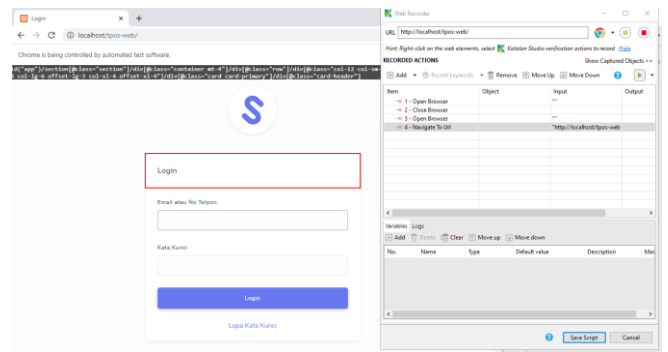 Login
localhost/tpos-web/
Chrome is being controlled by automated test software.
id("app")/section[@class="section"]/div[@class="container mt-4"]/div[@class="row"]/div[@class="col-12 col-sm
col-lg-6 offset-lg-3 col-xl-4 offset-xl-4"]/div[@class="card card-primary"]/div[@class="card-header"]
Login
Email atau No Telpon
Kata Kunci
Login
Lupa Kata Kunci
Web Recorder
URL http://localhost/tpos-web/
Hint: Right-click on the web elements, select Katalon Studio verification actions to record Hide
RECORDED ACTIONS Show Captured Objects >>
Add Recent keywords Remove Move Up Move Down
Item Object Input Output
1 - Open Browser ""
2 - Close Browser
3 - Open Browser ""
4 - Navigate To Url "http://localhost/tpos-web
Variables Logs
Add Delete Clear Move up Move down
No. Name Type Default value Description Mas
Save Script Cancel